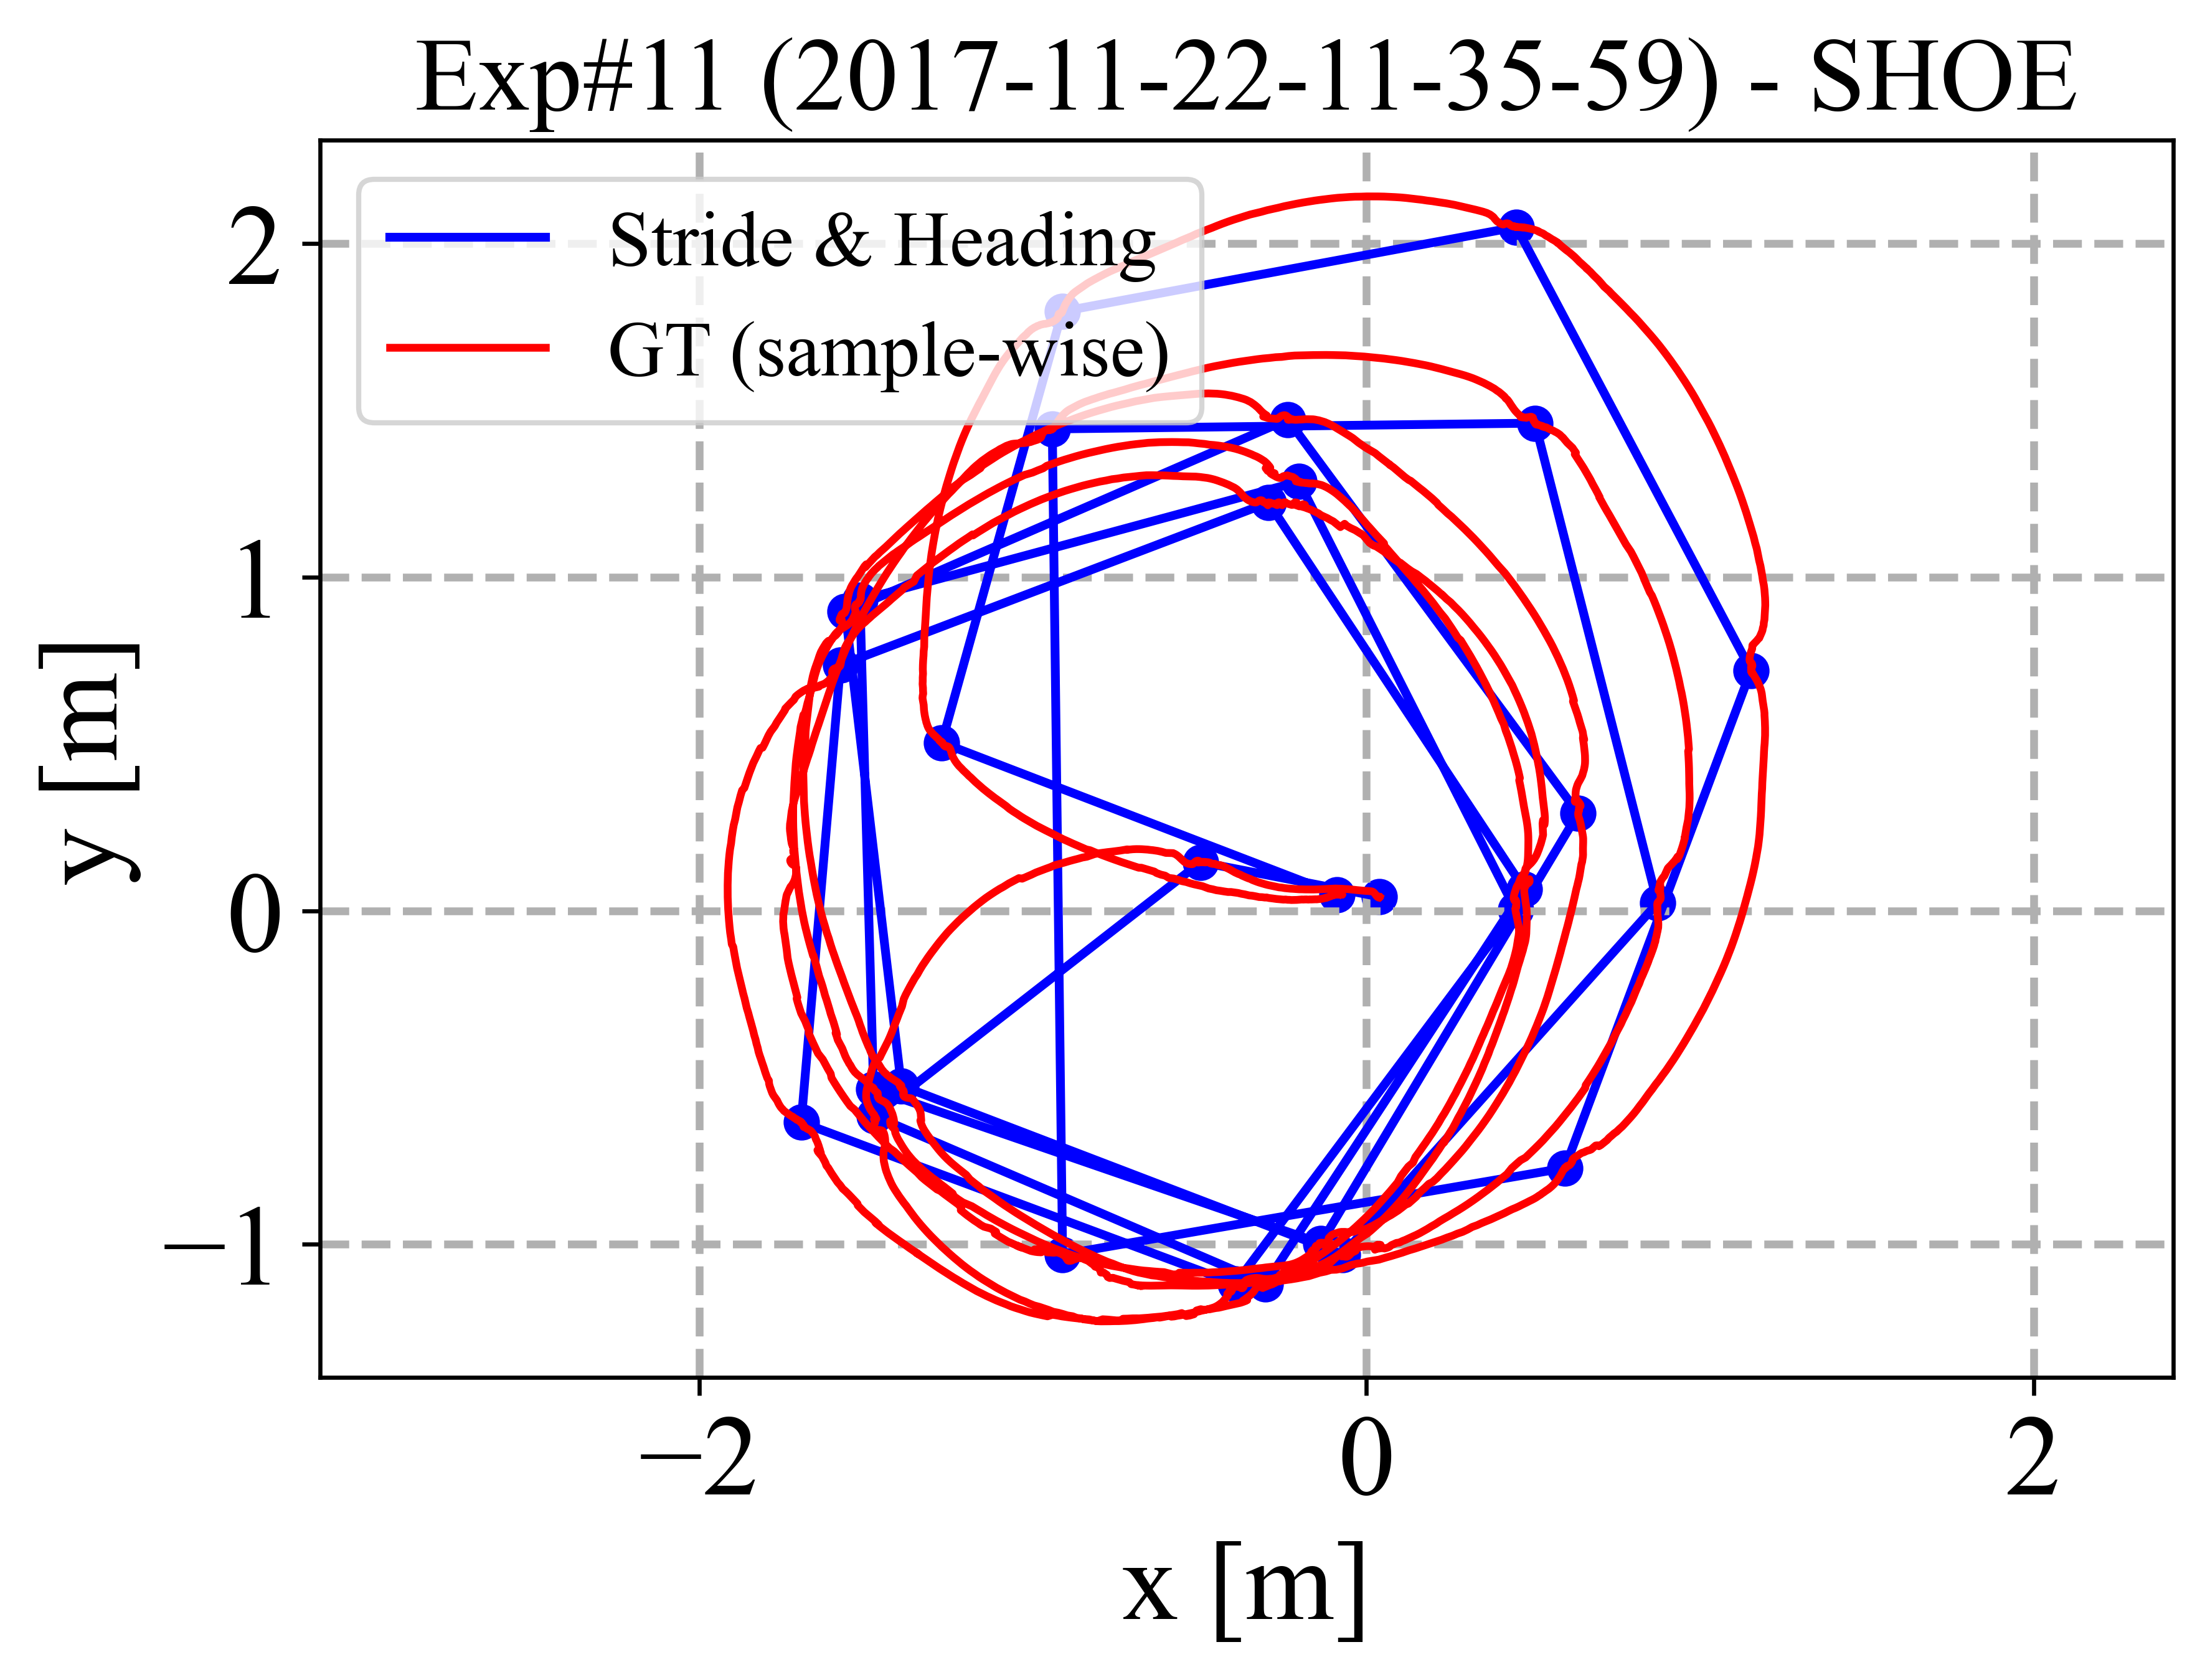 Exp#11 (2017-11-22-11-35-59) - SHOE
Stride & Heading
GT (sample-wise)
2
1
0
−1
y [m]
−2 0 2
x [m]